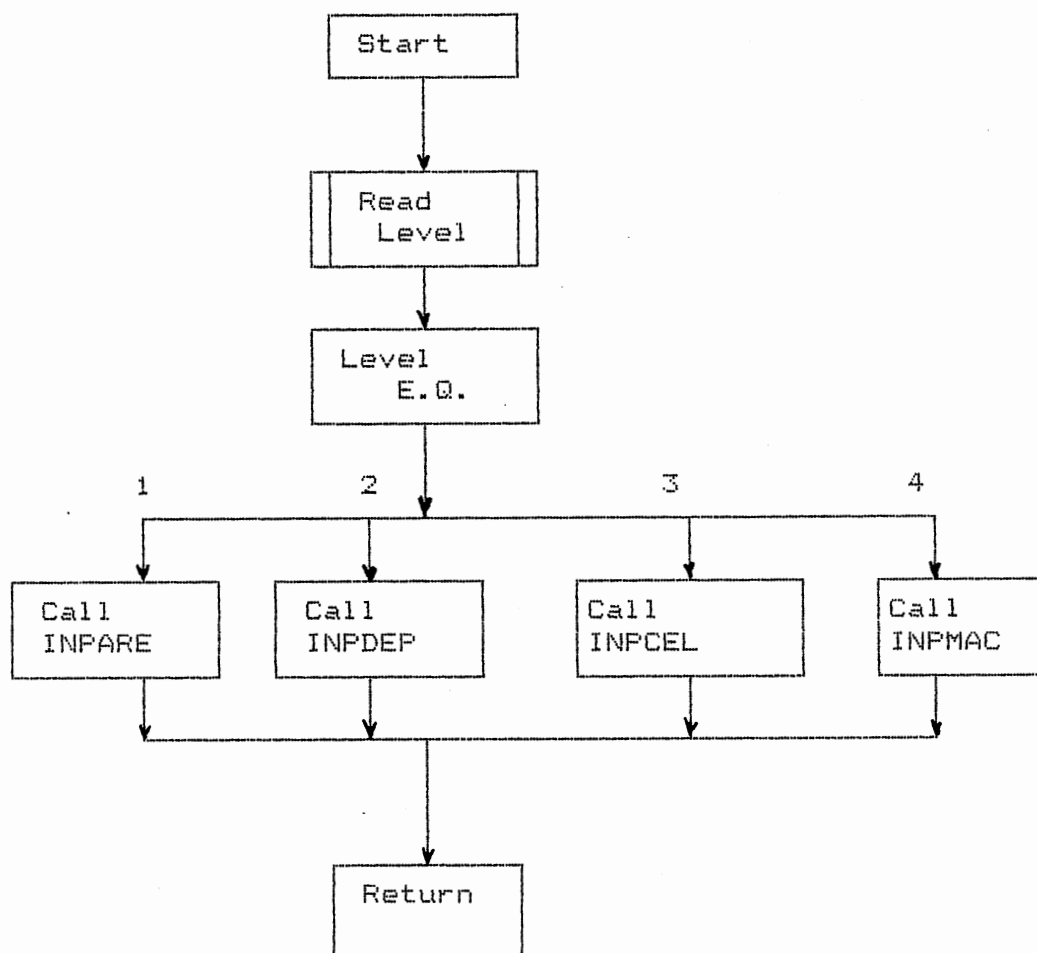 Start
Read
Level
Level
E.Q.
1 2 3 4
Call
INPARE
Call
INPDEP
Call
INPCEL
Call
INPMAC
Return